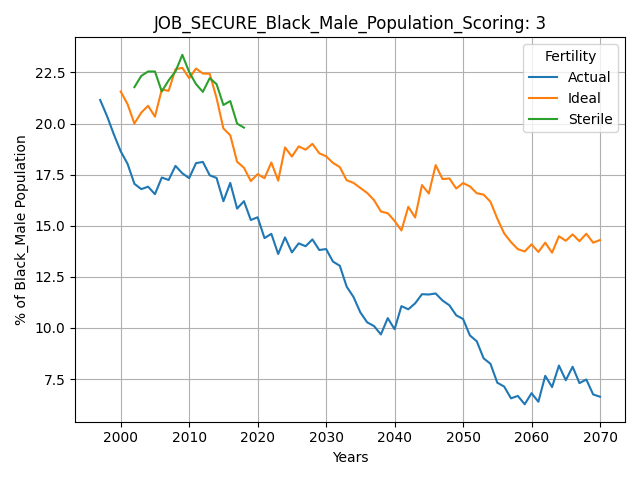 JOB_SECURE_Black_Male_Population_Scoring: 3
% of Black_Male Population
22.5
20.0
17.5
15.0
12.5
10.0
7.5
Fertility
Actual
Ideal
Sterile
2000 2010 2020 2030 2040 2050 2060 2070
Years